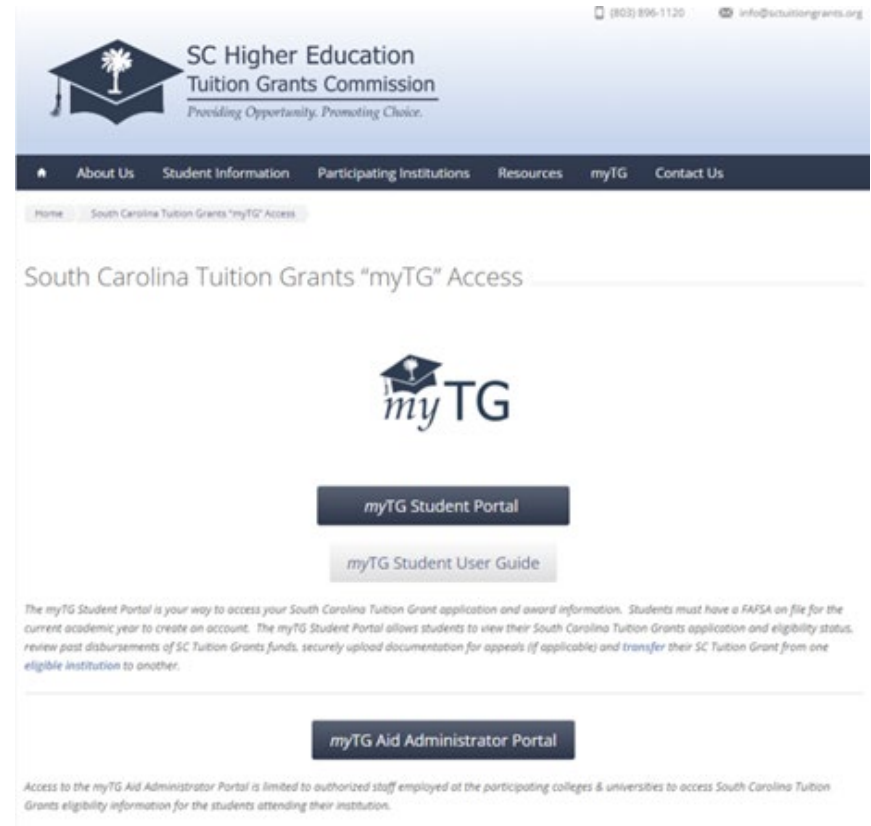 (803) 896-1120 info@sctuitiongrants.org
SC Higher Education
Tuition Grants Commission
Providing Opportunity. Promoting Choice.
About Us Student Information Participating Institutions Resources myTG Contact Us
Home South Carolina Tuition Grants "myTG" Access
South Carolina Tuition Grants “myTG” Access
myTG
myTG Student Portal
myTG Student User Guide
The myTG Student Portal is your way to access your South Carolina Tuition Grant application and award information. Students must have a FAFSA on file for the
current academic year to create an account. The myTG Student Portal allows students to view their South Carolina Tuition Grants application and eligibility status,
review past disbursements of SC Tuition Grants funds, securely upload documentation for appeals (if applicable) and transfer their SC Tuition Grant from one
eligible institution to another.
myTG Aid Administrator Portal
Access to the myTG Aid Administrator Portal is limited to authorized staff employed at the participating colleges & universities to access South Carolina Tuition
Grants eligibility information for the students attending their institution.